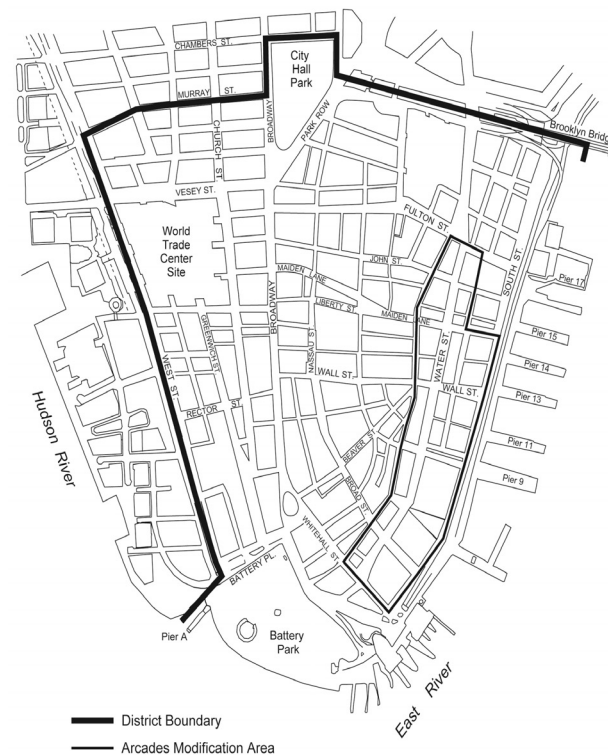 CHAMBERS ST.
City
Hall
Park
MURRAY ST.
BROADWAY
PARK ROW
Brooklyn Bridg
CHURCH ST.
VESEY ST.
FULTON ST.
World
Trade
Center
Site
JOHN ST.
SOUTH ST.
Pier 17
MAIDEN LANE
LIBERTY ST
MAIDEN LANE
BROADWAY
GREENWICH ST
NASSAU ST
WATER ST.
Pier 15
WEST ST.
WALL ST.
WALL ST.
Pier 14
Hudson River
RECTOR ST.
Pier 13
BEAVER ST
Pier 11
BROAD ST.
Pier 9
WHITEHALL ST.
BATTERY PL.
Pier A
Battery
Park
East River
District Boundary
Arcades Modification Area